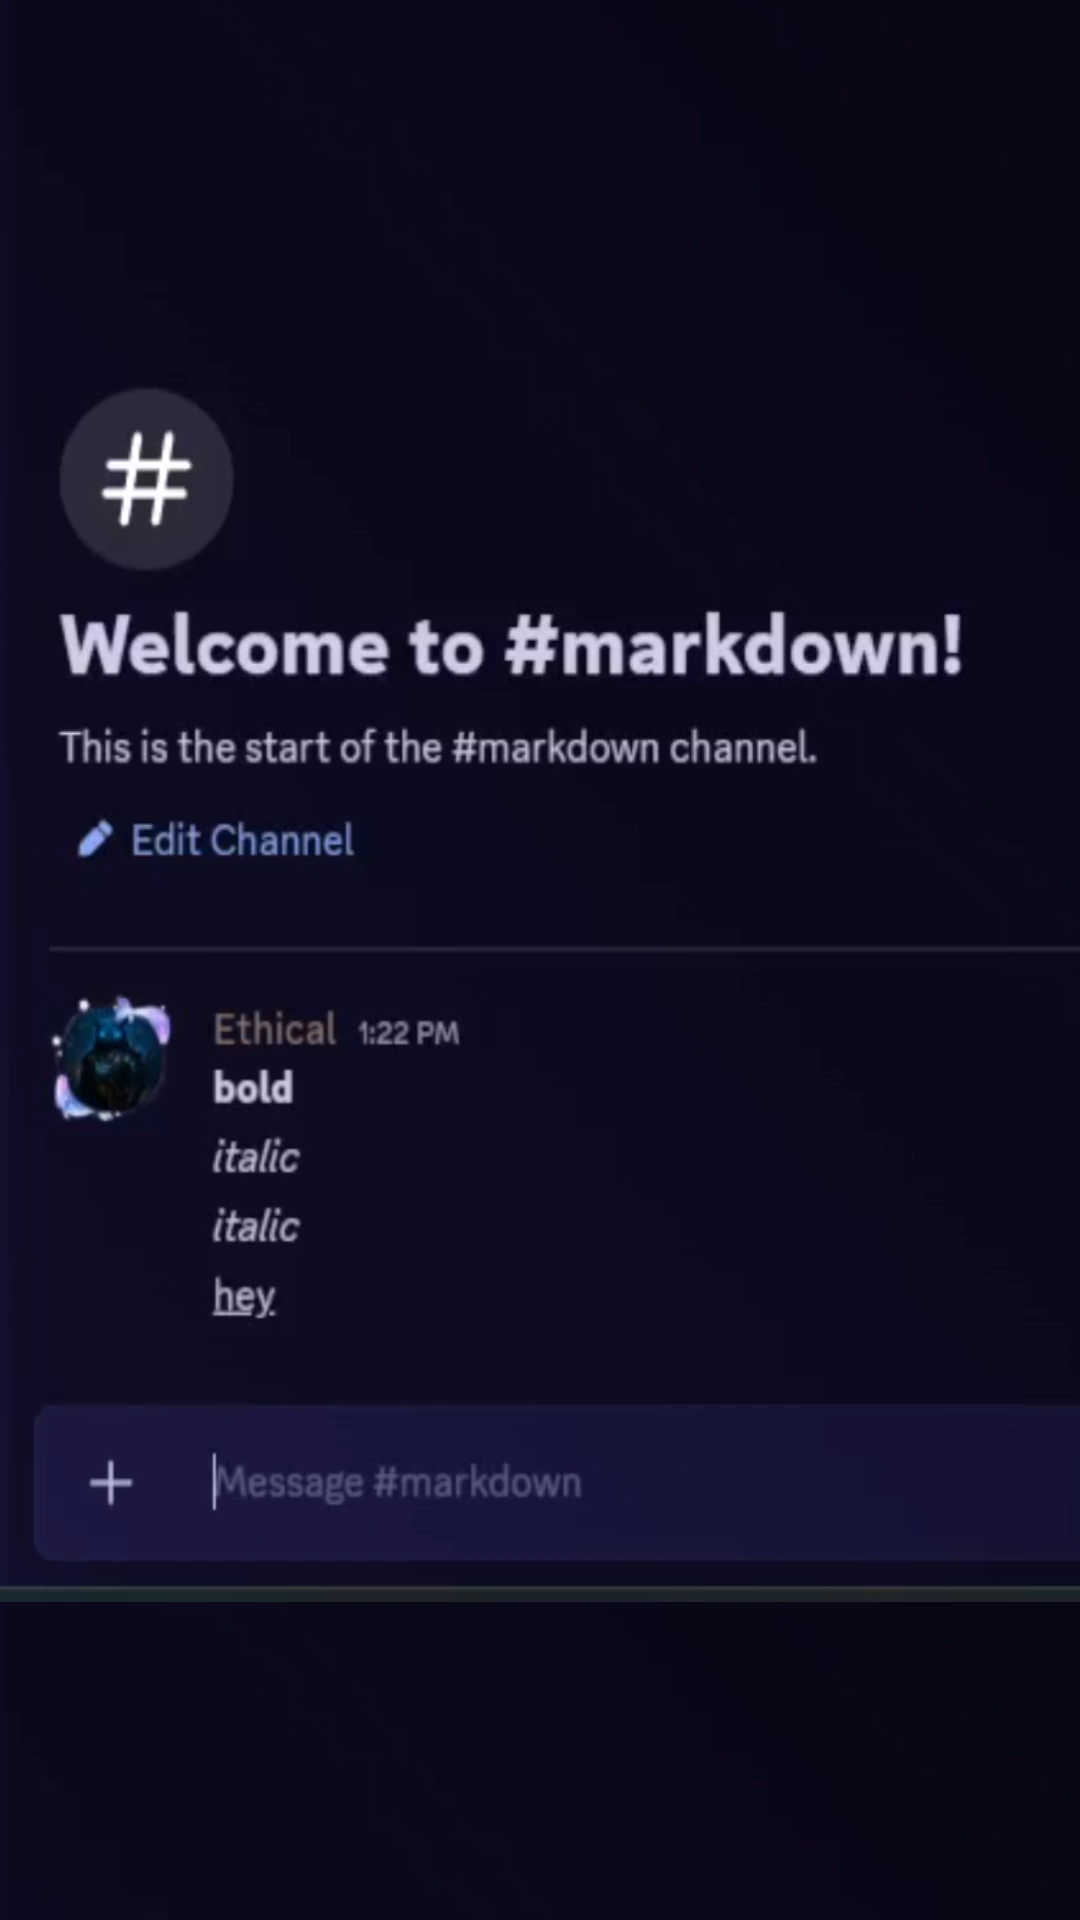 #
Welcome to #markdown!
This is the start of the #markdown channel.
Edit Channel
Ethical 1:22 PM
bold
italic
italic
hey
Message #markdown